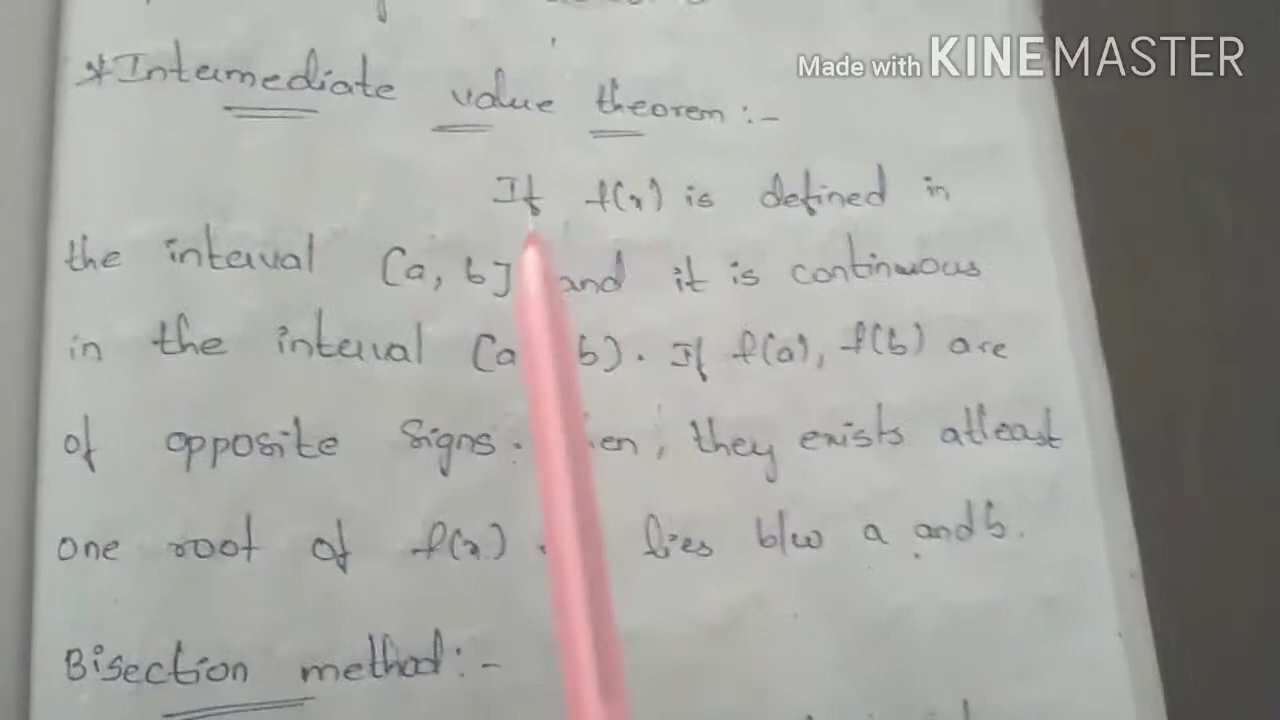 Made with KINEMASTER
*Intermediate value theorem :-
If f(x) is defined in
the interval [a, b] and it is continuous
in the interval (a b). If f(a), f(b) are
of opposite signs. they exists atleast
one root of f(x) lies b/w a and b.
Bisection method :-